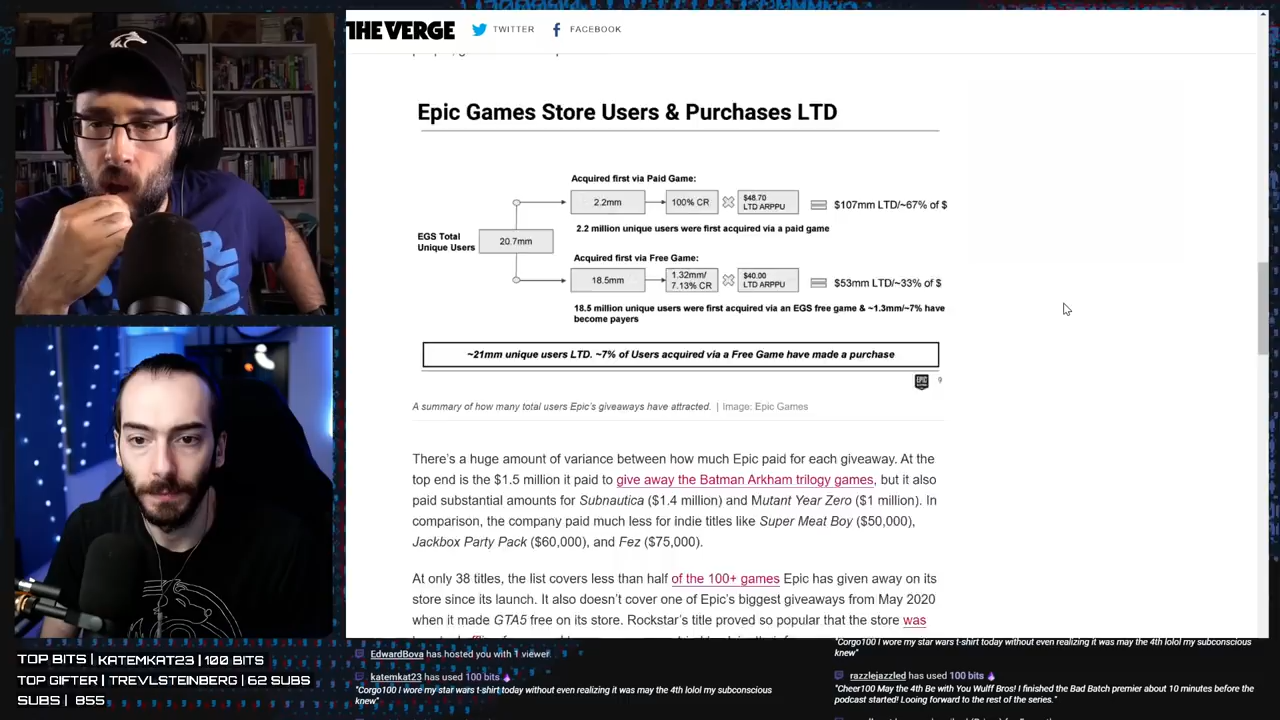 THE VERGE
TWITTER
FACEBOOK
Epic Games Store Users & Purchases LTD
Acquired first via Paid Game:
2.2mm
100% CR
$48.70
LTD ARPPU
$107mm LTD/~67% of $
2.2 million unique users were first acquired via a paid game
EGS Total
Unique Users
20.7mm
Acquired first via Free Game:
18.5mm
1.32mm/
7.13% CR
$40.00
LTD ARPPU
$53mm LTD/~33% of $
18.5 million unique users were first acquired via an EGS free game & ~1.3mm/~7% have
become payers
~21mm unique users LTD. ~7% of Users acquired via a Free Game have made a purchase
EPIC
9
A summary of how many total users Epic's giveaways have attracted. | Image: Epic Games
There's a huge amount of variance between how much Epic paid for each giveaway. At the
top end is the $1.5 million it paid to give away the Batman Arkham trilogy games, but it also
paid substantial amounts for Subnautica ($1.4 million) and Mutant Year Zero ($1 million). In
comparison, the company paid much less for indie titles like Super Meat Boy ($50,000),
Jackbox Party Pack ($60,000), and Fez ($75,000).
At only 38 titles, the list covers less than half of the 100+ games Epic has given away on its
store since its launch. It also doesn't cover one of Epic's biggest giveaways from May 2020
when it made GTA5 free on its store. Rockstar's title proved so popular that the store was
TOP BITS | KATEMKAT23 | 100 BITS
TOP GIFTER | TREVLSTEINBERG | 62 SUBS
SUBS | 855
EdwardBova has hosted you with 1 viewer.
katemkat23 has used 100 bits
"Corgo100 I wore my star wars t-shirt today without even realizing it was may the 4th lolol my subconscious
knew"
"Corgo100 I wore my star wars t-shirt today without even realizing it was may the 4th lolol my subconscious
knew"
razzlejazzled has used 100 bits
"Cheer100 May the 4th Be with You Wulff Bros! I finished the Bad Batch premier about 10 minutes before the
podcast started! Looing forward to the rest of the series."